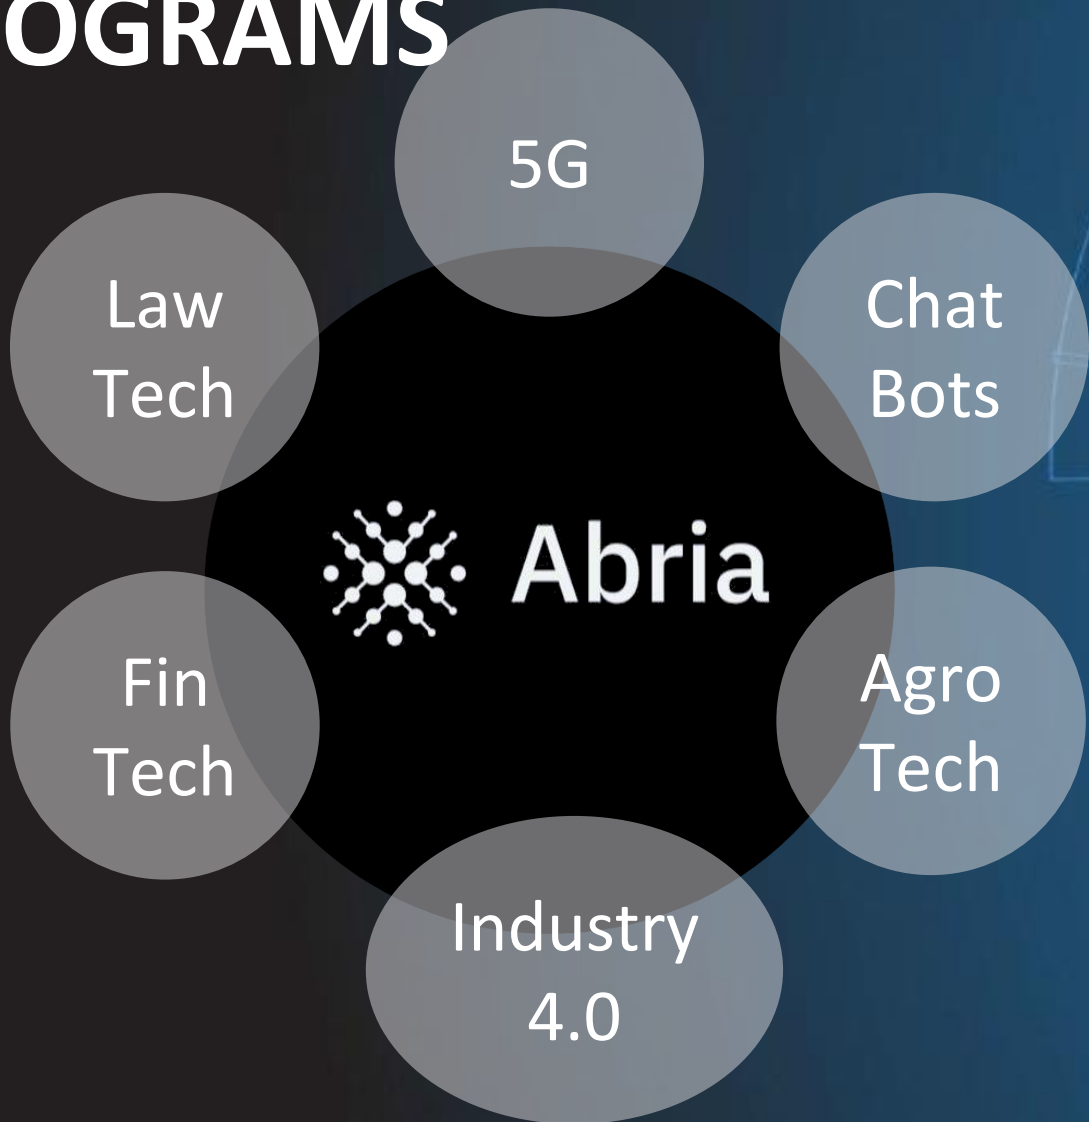 OGRAMS
5G
Law
Tech
Chat
Bots
Abria
Fin
Tech
Agro
Tech
Industry
4.0